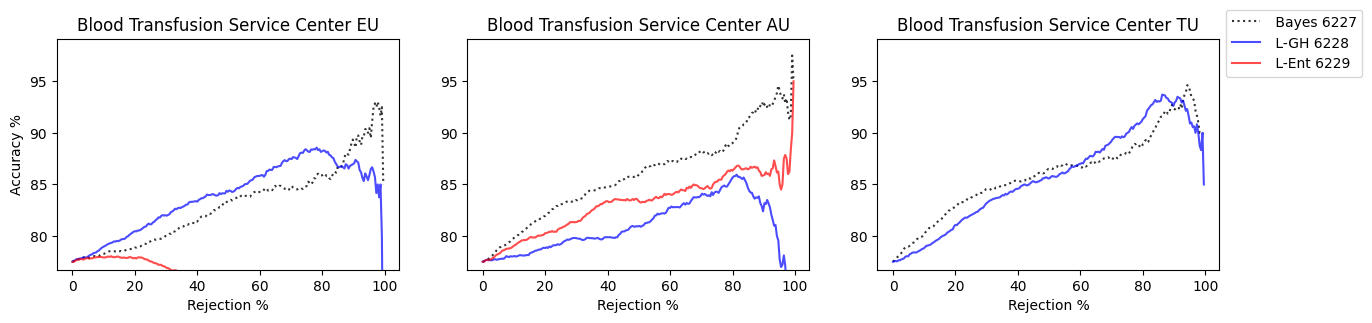 Blood Transfusion Service Center EU
Blood Transfusion Service Center AU
Blood Transfusion Service Center TU
Bayes 6227
L-GH 6228
L-Ent 6229
Accuracy %
95
90
85
80
95
90
85
80
95
90
85
80
0 20 40 60 80 100
0 20 40 60 80 100
0 20 40 60 80 100
Rejection %
Rejection %
Rejection %